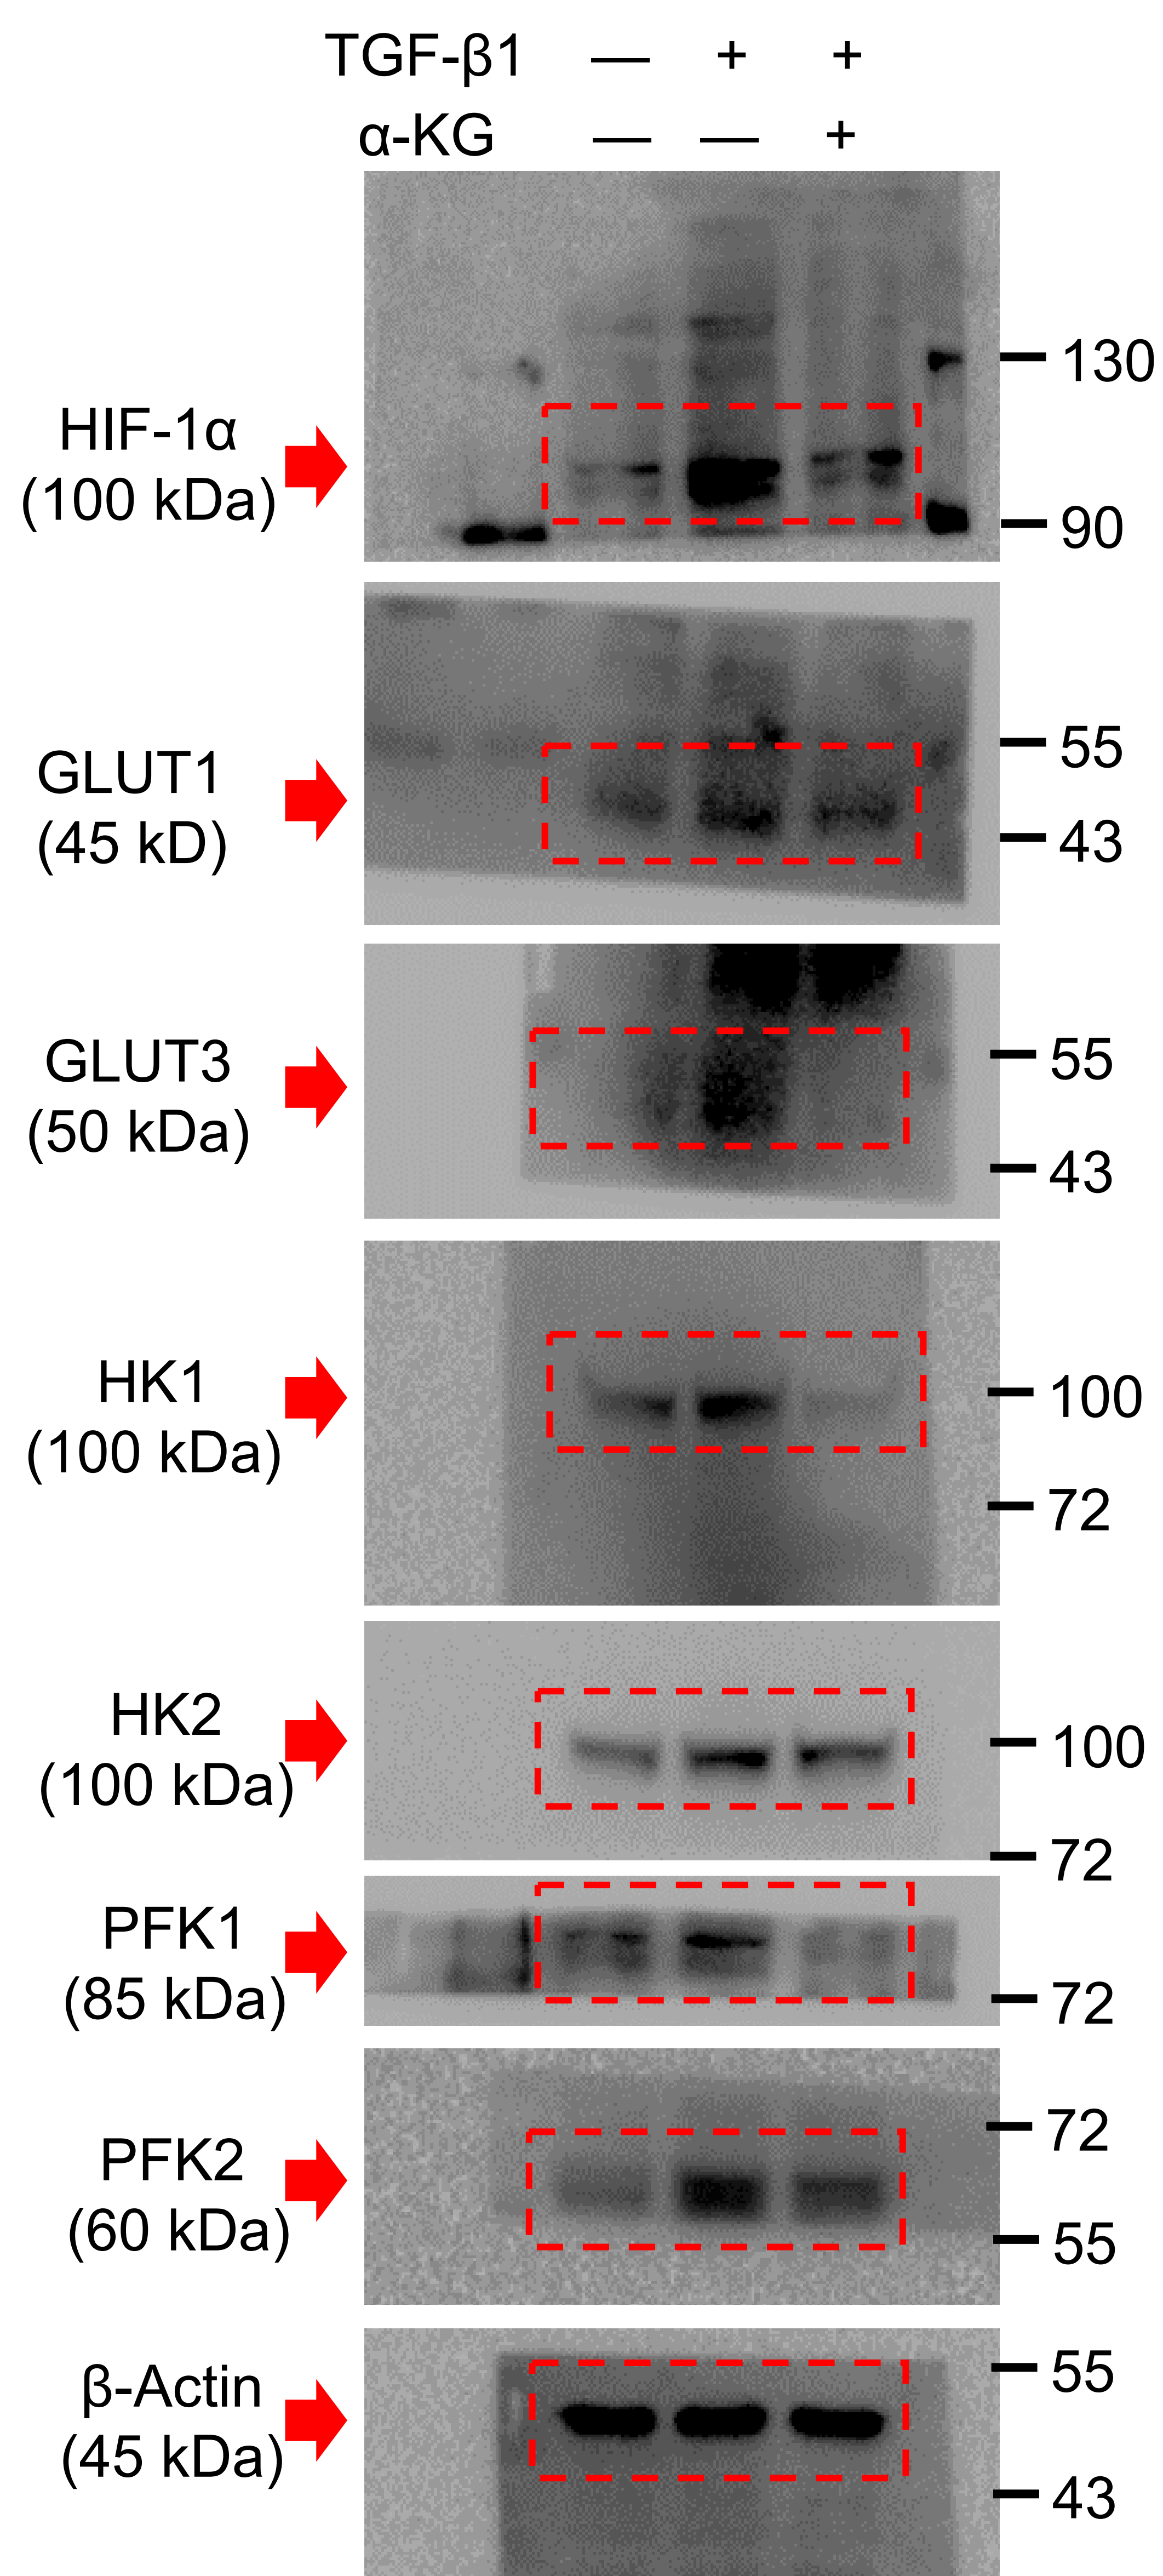 TGF-β1 — + +
α-KG — — +
HIF-1α
(100 kDa)
130
90
GLUT1
(45 kD)
55
43
GLUT3
(50 kDa)
55
43
HK1
(100 kDa)
100
72
HK2
(100 kDa)
100
72
PFK1
(85 kDa)
72
PFK2
(60 kDa)
72
55
β-Actin
(45 kDa)
55
43